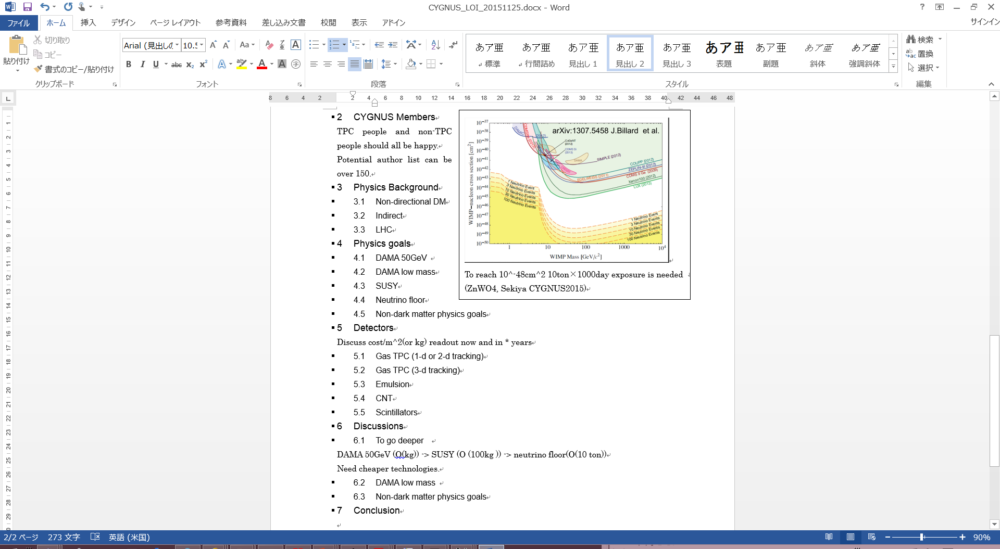 CYGNUS_LOI_20151125.docx - Word
ファイル ホーム 挿入 デザイン ページ レイアウト 参考資料 差し込み文書 校閲 表示 アドイン サインイン
貼り付け
切り取り
コピー
書式のコピー/貼り付け
クリップボード
Arial (見出しの 10.5
フォント
段落
あア亜 標準
あア亜 行間詰め
あア亜 見出し 1
あア亜 見出し 2
あア亜 見出し 3
あア亜 表題
あア亜 副題
あア亜 斜体
あア亜 強調斜体
スタイル
検索
置換
選択
編集
8 6 4 2 2 4 6 8 10 12 14 16 18 20 22 24 26 28 30 32 34 36 38 40 42 44 46 48
2 CYGNUS Members
TPC people and non-TPC
people should all be happy.
Potential author list can be
over 150.
3 Physics Background
3.1 Non-directional DM
3.2 Indirect
3.3 LHC
4 Physics goals
4.1 DAMA 50GeV
4.2 DAMA low mass
4.3 SUSY
4.4 Neutrino floor
4.5 Non-dark matter physics goals
5 Detectors
Discuss cost/m^2(or kg) readout now and in * years
5.1 Gas TPC (1-d or 2-d tracking)
5.2 Gas TPC (3-d tracking)
5.3 Emulsion
5.4 CNT
5.5 Scintillators
6 Discussions
6.1 To go deeper
DAMA 50GeV (O(kg)) -> SUSY (O (100kg )) -> neutrino floor(O(10 ton))
Need cheaper technologies.
6.2 DAMA low mass
6.3 Non-dark matter physics goals
7 Conclusion
arXiv:1307.5458 J.Billard et al.
WIMP−nucleon cross section [cm2]
10−37
10−38
10−39
10−40
10−41
10−42
10−43
10−44
10−45
10−46
10−47
10−48
10−49
10−50
CoGeNT
(2012)
CDMS Si
(2013)
DAMA
SIMPLE (2012)
COUPP (2012)
ZEPLIN-III (2012)
CDMS II Ge (2009)
EDELWEISS (2011)
Xenon100 (2012)
LUX (2013)
1 Neutrino Event
3 Neutrino Events
10 Neutrino Events
30 Neutrino Events
100 Neutrino Events
1 Neutrino Event
3 Neutrino Events
10 Neutrino Events
30 Neutrino Events
100 Neutrino Events
1 10 100 1000 104
WIMP Mass [GeV/c2]
To reach 10^-48cm^2 10ton×1000day exposure is needed
(ZnWO4, Sekiya CYGNUS2015)
2/2 ページ 273 文字 英語 (米国) 90%